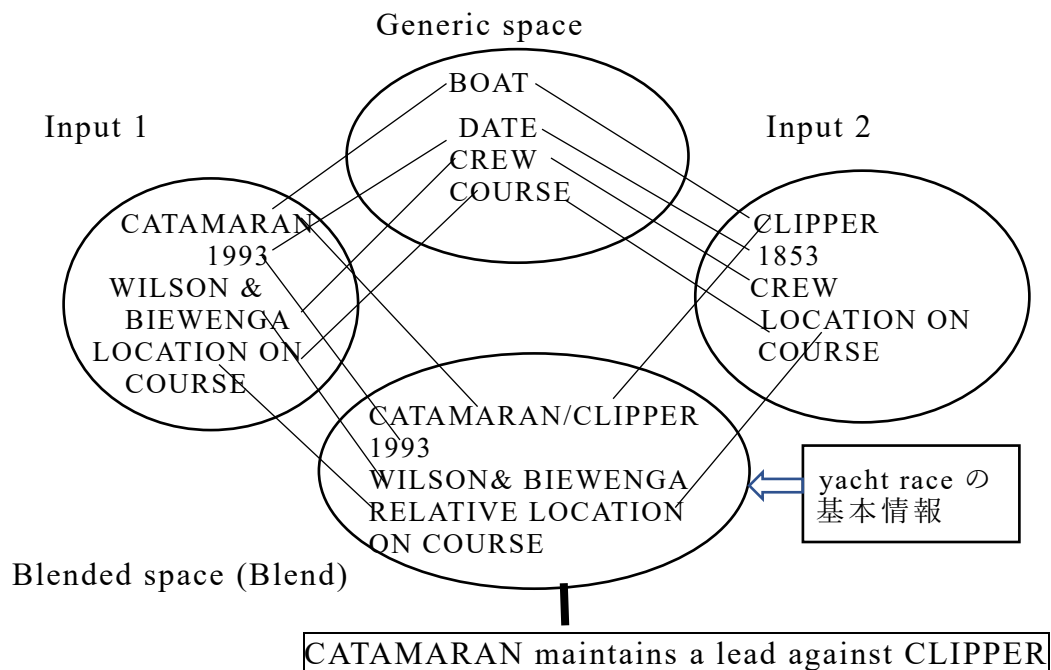 Generic space
BOAT
DATE
CREW
COURSE
Input 1
CATAMARAN
1993
WILSON &
BIEWENGA
LOCATION ON
COURSE
Input 2
CLIPPER
1853
CREW
LOCATION ON
COURSE
CATAMARAN/CLIPPER
1993
WILSON& BIEWENGA
RELATIVE LOCATION
ON COURSE
yacht race の
基本情報
Blended space (Blend)
CATAMARAN maintains a lead against CLIPPER